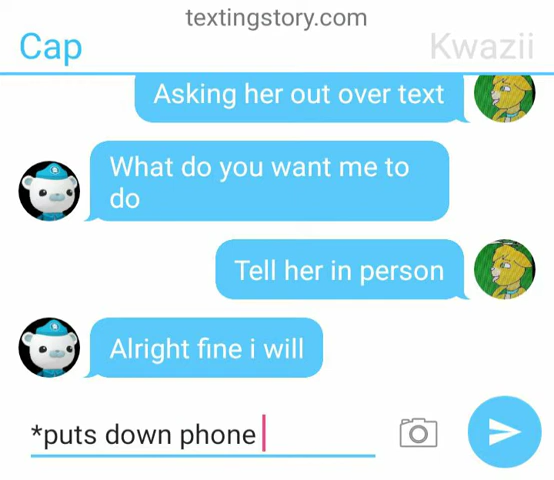 textingstory.com
Cap
Kwazii
Asking her out over text
What do you want me to
do
Tell her in person
Alright fine i will
*puts down phone